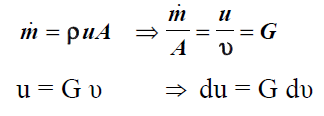 ṁ = ρuA ⇒ ṁ/A = u/υ = G
u = G υ ⇒ du = G dυ